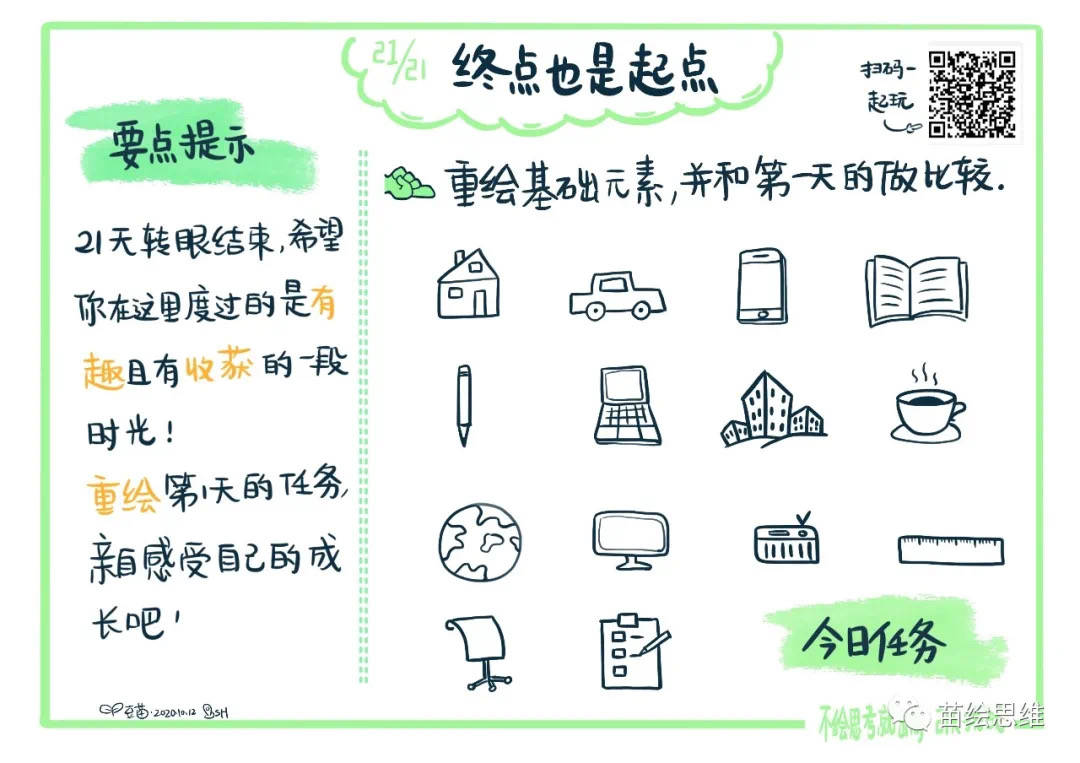 21/21 终点也是起点
扫码一
起玩
要点提示
重绘基础元素,并和第一天的做比较.
21天转眼结束,希望
你在这里度过的是有
趣且有收获的一段
时光!
重绘第1天的任务,
亲自感受自己的成
长吧!
今日任务
豆苗·2020.10.12 SH
不绘思考就
苗绘思维